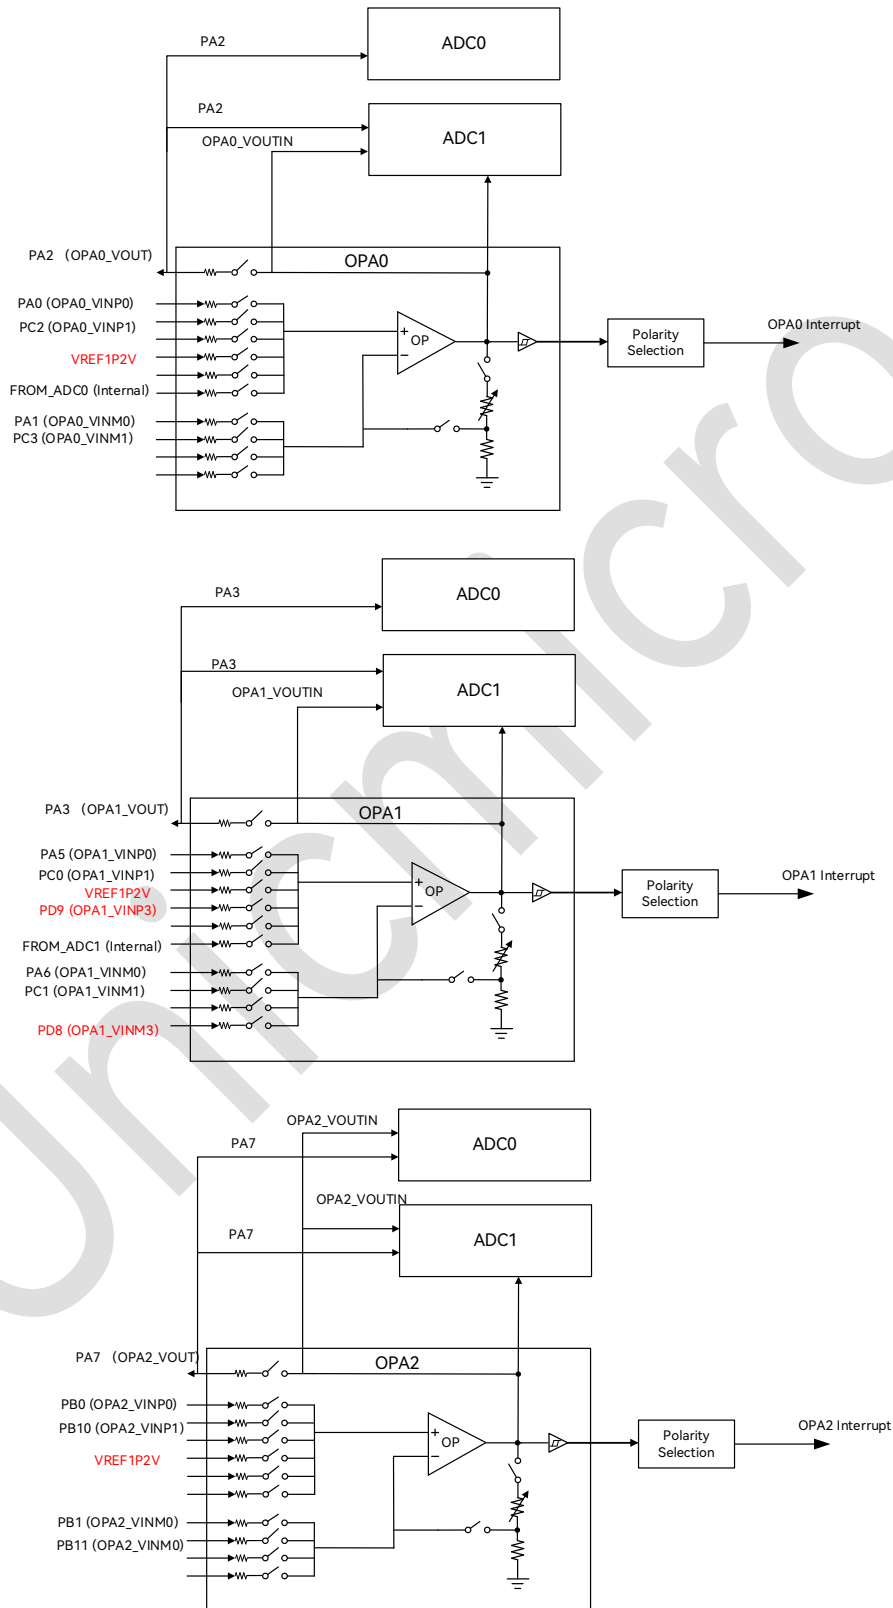 ADC0
PA2
PA2
ADC1
OPA0_VOUTIN
PA2 (OPA0_VOUT)
OPA0
PA0 (OPA0_VINP0)
PC2 (OPA0_VINP1)
VREF1P2V
FROM_ADC0 (Internal)
PA1 (OPA0_VINM0)
PC3 (OPA0_VINM1)
+
OP
−
Polarity
Selection
OPA0 Interrupt
ADC0
PA3
PA3
ADC1
OPA1_VOUTIN
PA3 (OPA1_VOUT)
OPA1
PA5 (OPA1_VINP0)
PC0 (OPA1_VINP1)
VREF1P2V
PD9 (OPA1_VINP3)
FROM_ADC1 (Internal)
PA6 (OPA1_VINM0)
PC1 (OPA1_VINM1)
PD8 (OPA1_VINM3)
+
OP
−
Polarity
Selection
OPA1 Interrupt
OPA2_VOUTIN
ADC0
PA7
OPA2_VOUTIN
PA7
ADC1
PA7 (OPA2_VOUT)
OPA2
PB0 (OPA2_VINP0)
PB10 (OPA2_VINP1)
VREF1P2V
PB1 (OPA2_VINM0)
PB11 (OPA2_VINM0)
+
OP
−
Polarity
Selection
OPA2 Interrupt
Unicmicro